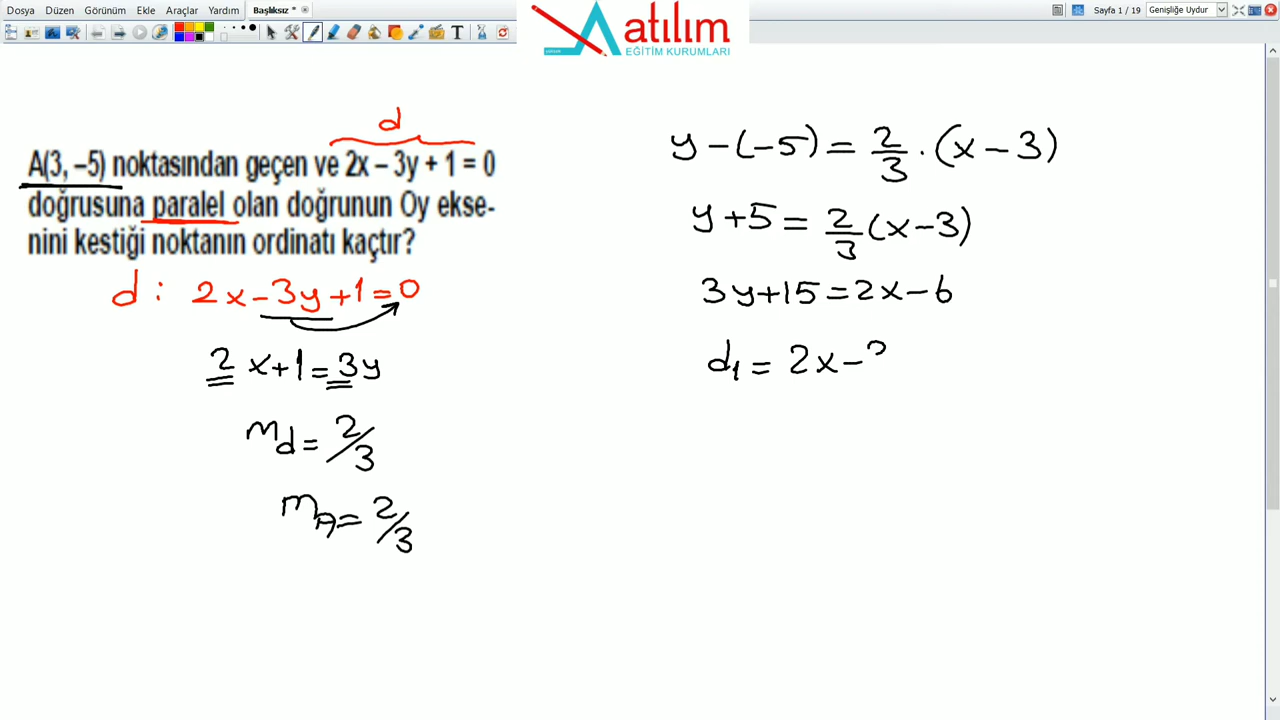 Dosya Düzen Görünüm Ekle Araçlar Yardım Başlıksız * Sayfa 1 / 19 Genişliğe Uydur
atılım
EĞİTİM KURUMLARI
d
A(3, –5) noktasından geçen ve 2x – 3y + 1 = 0
doğrusuna paralel olan doğrunun Oy ekse-
nini kestiği noktanın ordinatı kaçtır?
d : 2x-3y+1=0
2x+1=3y
md = 2/3
mA = 2/3
y-(-5) = 2/3 . (x-3)
y+5 = 2/3 (x-3)
3y+15=2x-6
d1 = 2x-